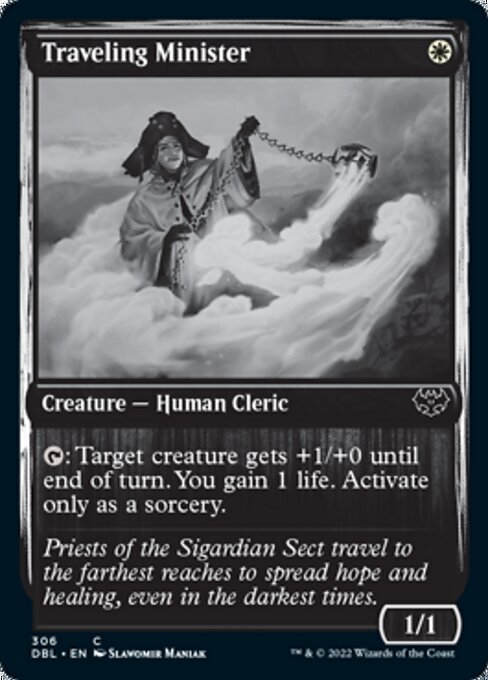 Traveling Minister
Creature — Human Cleric
: Target creature gets +1/+0 until
end of turn. You gain 1 life. Activate
only as a sorcery.
Priests of the Sigardian Sect travel to
the farthest reaches to spread hope and
healing, even in the darkest times.
1/1
306 C
DBL • EN Slawomir Maniak
™ & © 2022 Wizards of the Coast